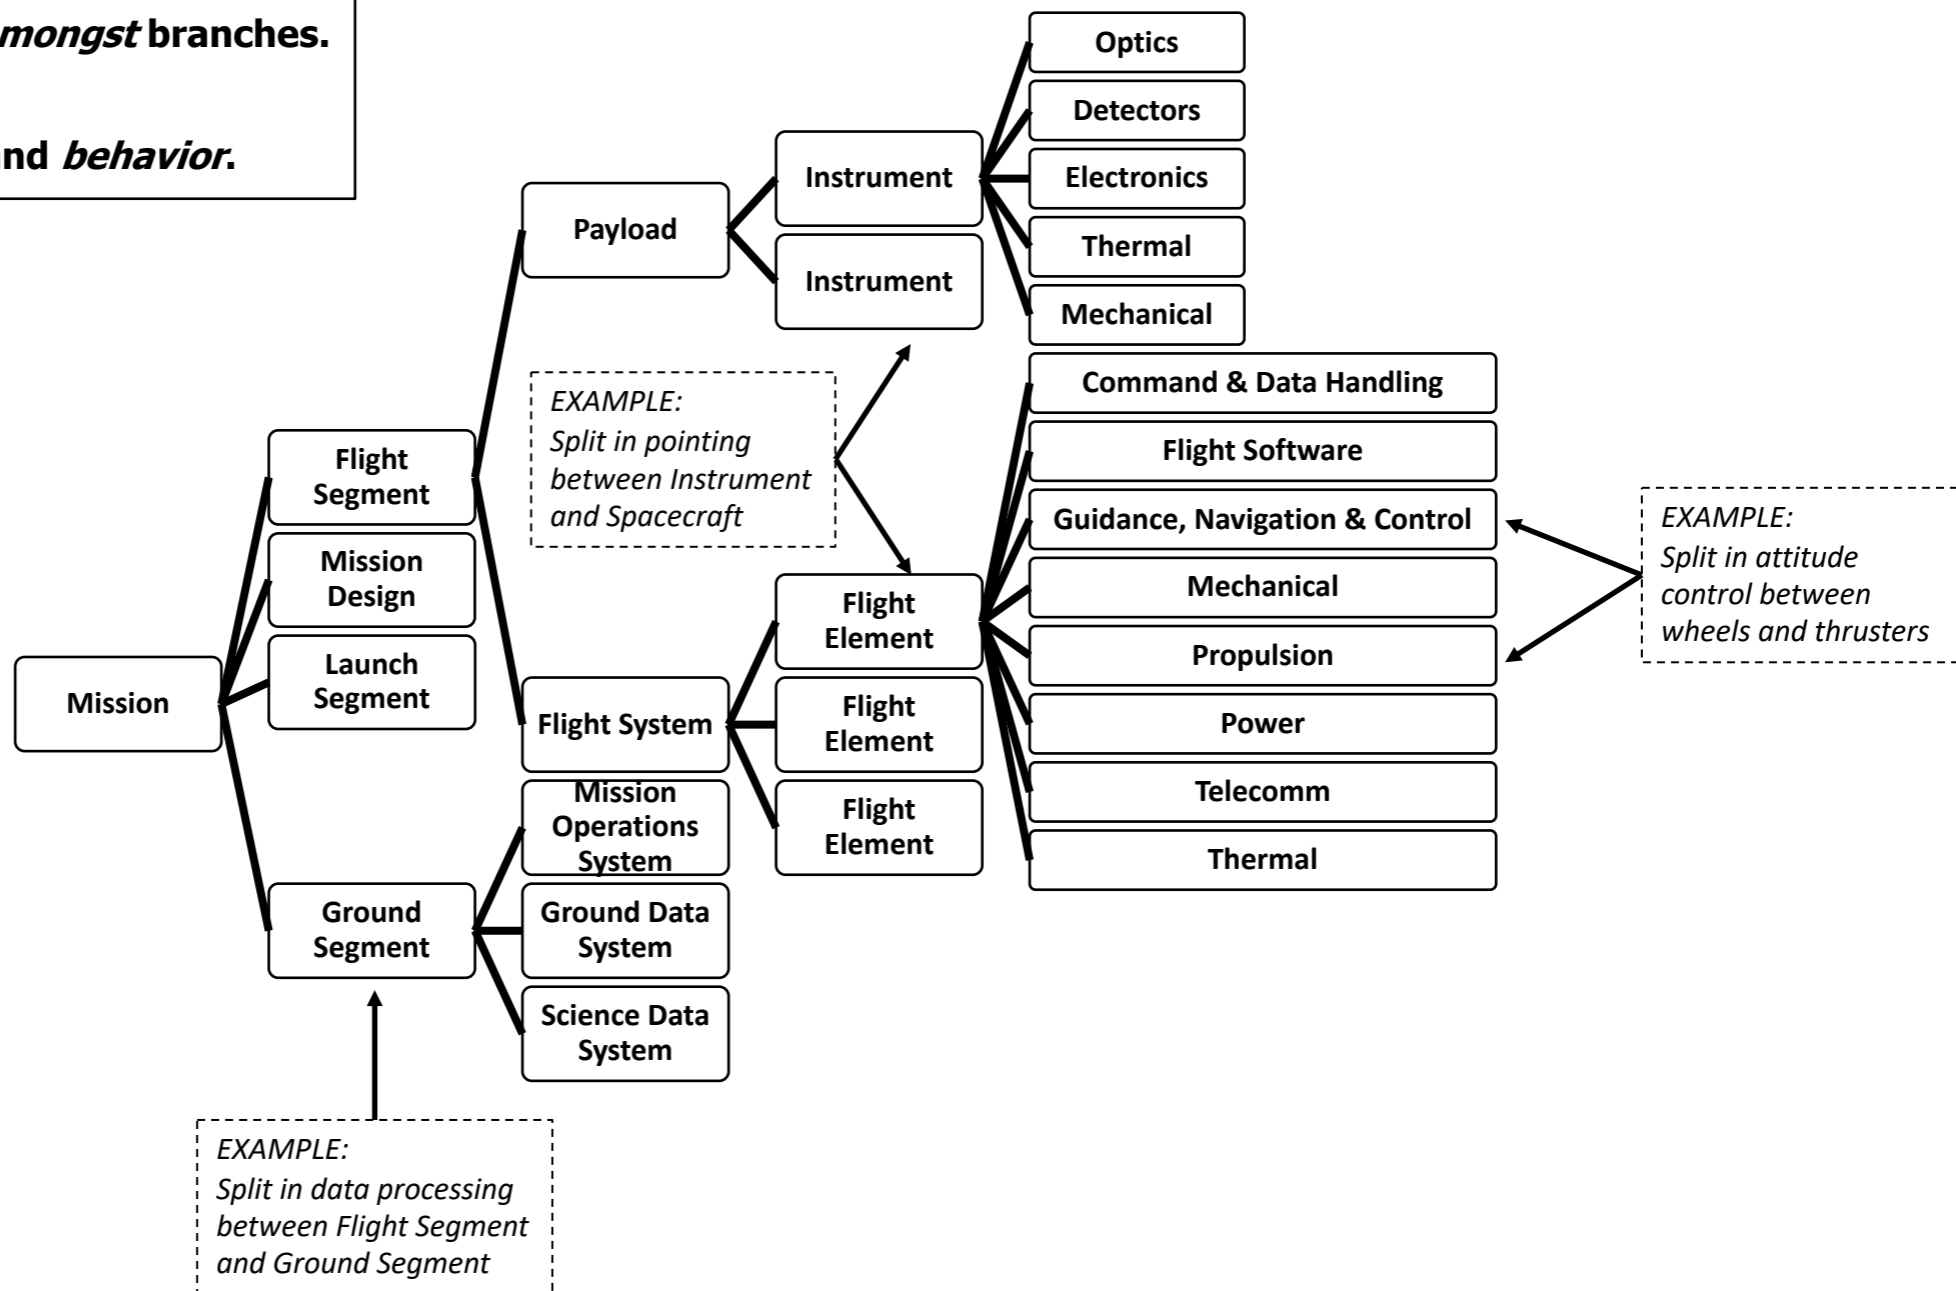 mongst branches.
nd behavior.
Optics
Detectors
Electronics
Thermal
Mechanical
Instrument
Instrument
Payload
EXAMPLE:
Split in pointing
between Instrument
and Spacecraft
Command & Data Handling
Flight Software
Guidance, Navigation & Control
Mechanical
Propulsion
Power
Telecomm
Thermal
EXAMPLE:
Split in attitude
control between
wheels and thrusters
Flight
Segment
Mission
Design
Launch
Segment
Mission
Flight System
Flight
Element
Flight
Element
Flight
Element
Mission
Operations
System
Ground Data
System
Science Data
System
Ground
Segment
EXAMPLE:
Split in data processing
between Flight Segment
and Ground Segment